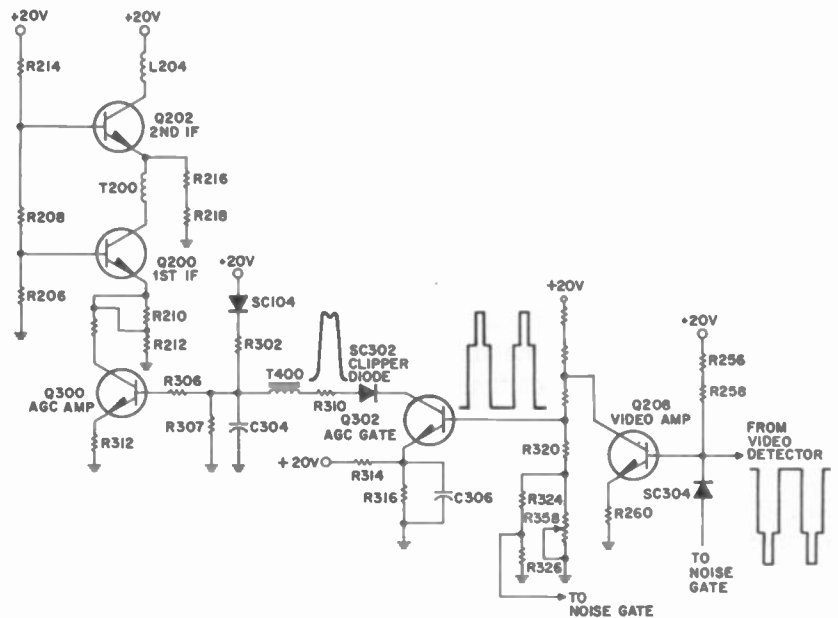 +20V
+20V
R214
L204
Q202
2ND IF
T200
R216
R208
R218
Q200
1ST IF
+20V
R206
R210
SC104
R212
R302
SC302
CLIPPER
DIODE
T400
Q300
AGC AMP
R306
R310
Q302
AGC GATE
R307
C304
R312
+20V
R314
R316
C306
+20V
+20V
R256
R258
Q208
VIDEO AMP
FROM
VIDEO
DETECTOR
R320
SC304
R324
R358
R260
R326
TO
NOISE
GATE
TO
NOISE GATE